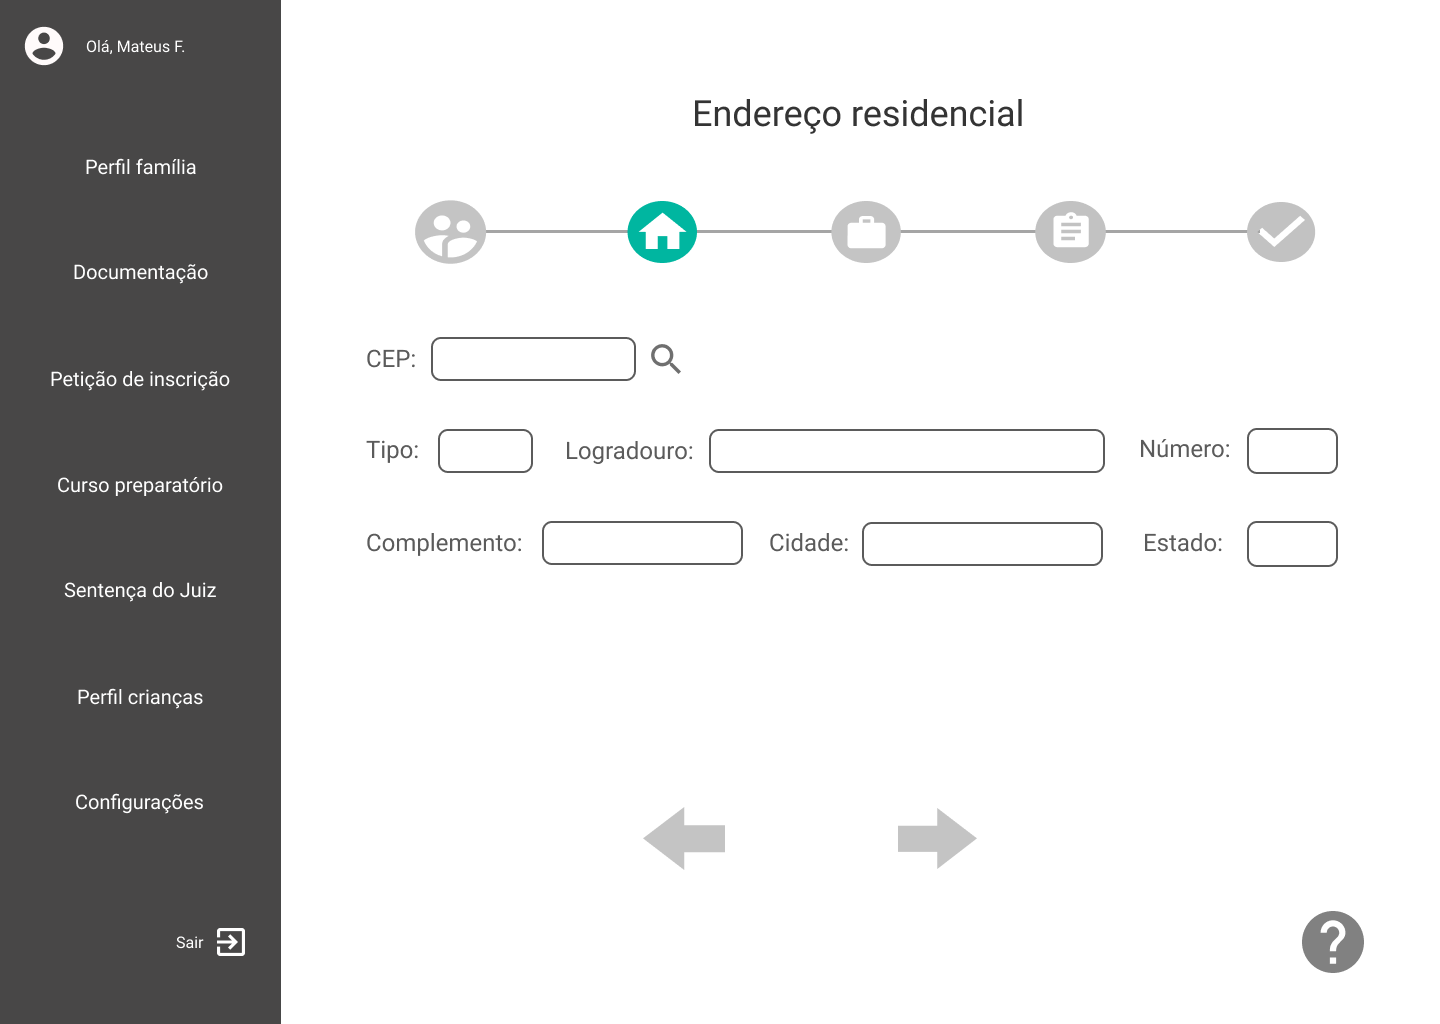 Olá, Mateus F.
Perfil família
Documentação
Petição de inscrição
Curso preparatório
Sentença do Juiz
Perfil crianças
Configurações
Sair
Endereço residencial
CEP:
Tipo: Logradouro: Número:
Complemento: Cidade: Estado:
?